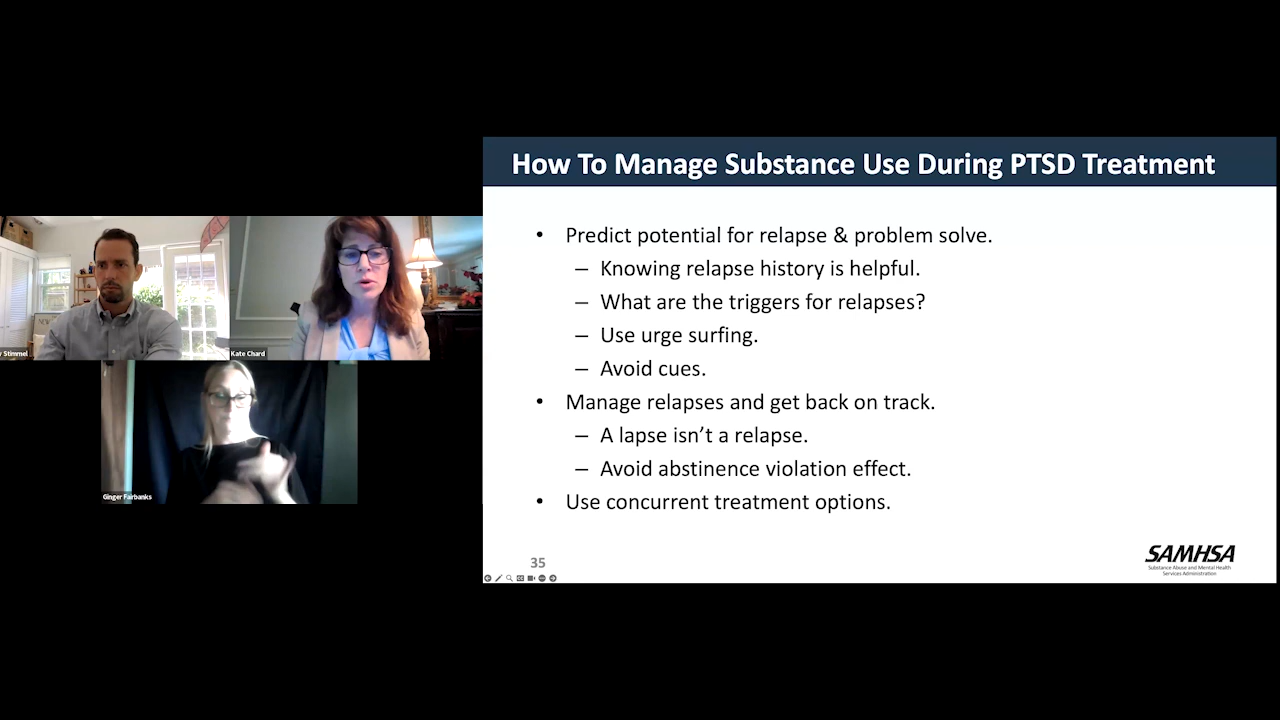 How To Manage Substance Use During PTSD Treatment
• Predict potential for relapse & problem solve.
– Knowing relapse history is helpful.
– What are the triggers for relapses?
– Use urge surfing.
– Avoid cues.
• Manage relapses and get back on track.
– A lapse isn’t a relapse.
– Avoid abstinence violation effect.
• Use concurrent treatment options.
35
SAMHSA
Substance Abuse and Mental Health
Services Administration
Stimmel
Kate Chard
Ginger Fairbanks